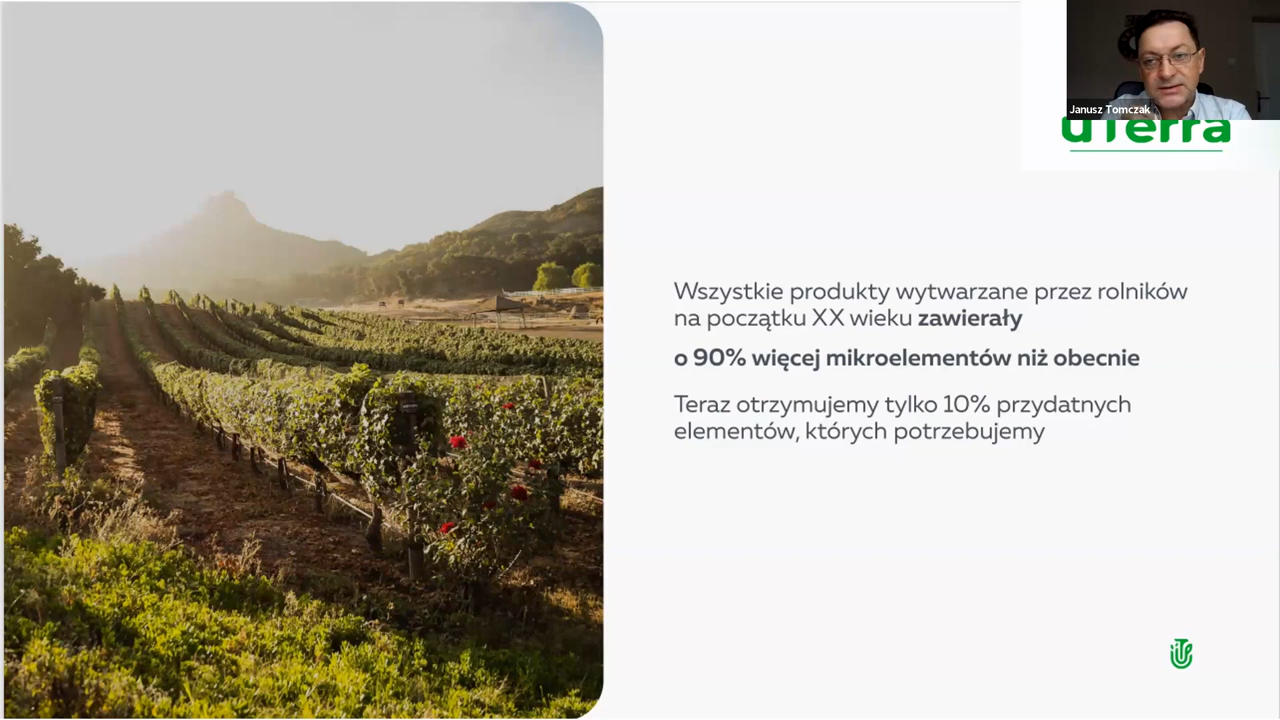 Janusz Tomczak
uTerra
Wszystkie produkty wytwarzane przez rolników
na początku XX wieku zawierały
o 90% więcej mikroelementów niż obecnie
Teraz otrzymujemy tylko 10% przydatnych
elementów, których potrzebujemy